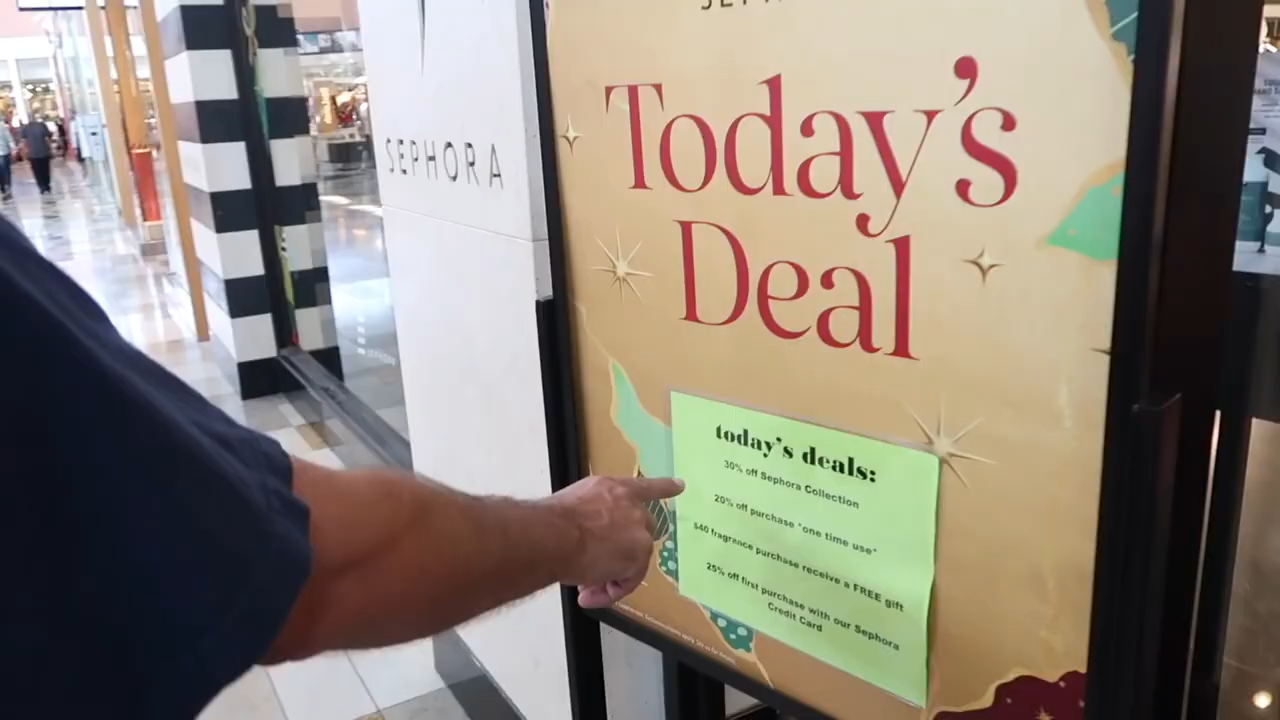 SEPHORA
Today's
Deal
today's deals:
30% off Sephora Collection
20% off purchase *one time use*
$40 fragrance purchase receive a FREE gift
25% off first purchase with our Sephora
Credit Card